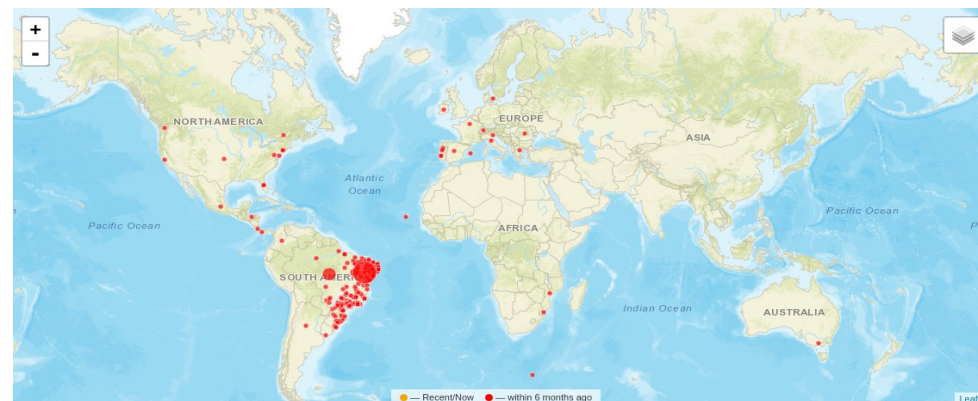 +
-
NORTH AMERICA
EUROPE
ASIA
Atlantic
Ocean
Pacific Ocean
Pacific Ocean
AFRICA
SOUTH AMERI
Indian Ocean
AUSTRALIA
— Recent/Now — within 6 months ago
Leaf